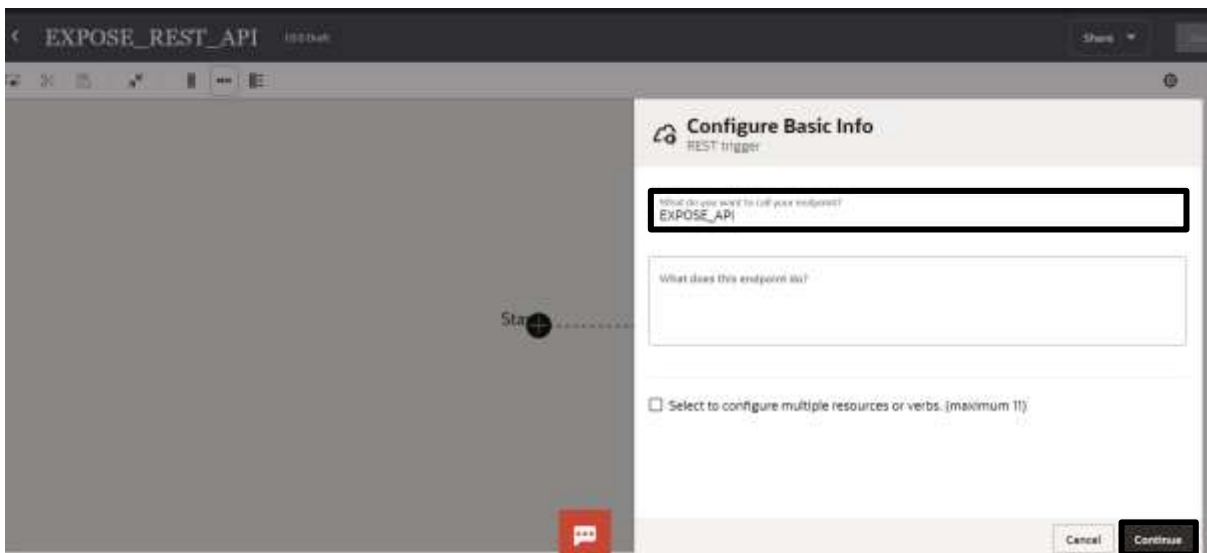 EXPOSE_REST_API
Share
Configure Basic Info
REST trigger
What do you want to call your endpoint?
EXPOSE_API
What does this endpoint do?
Select to configure multiple resources or verbs. (maximum 11)
Cancel
Continue